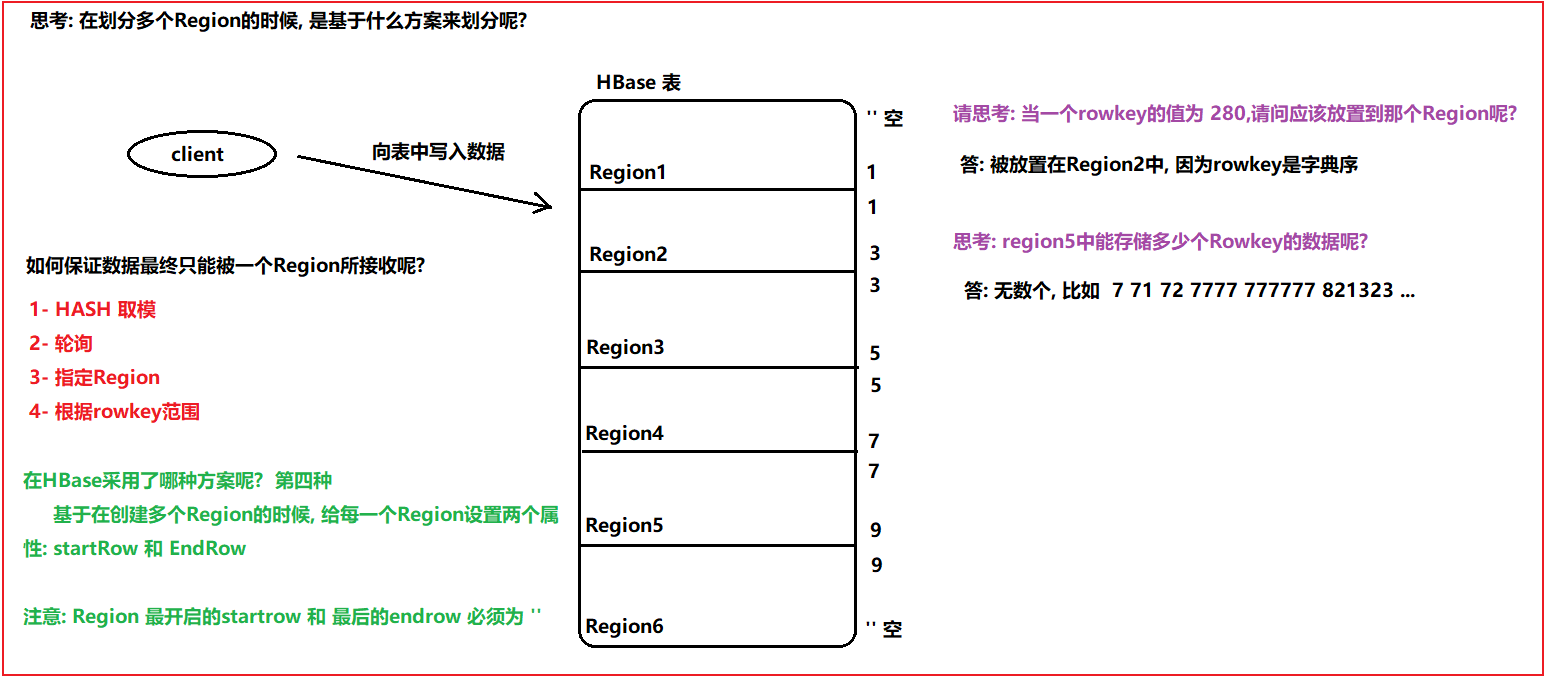 思考: 在划分多个Region的时候, 是基于什么方案来划分呢?
client
向表中写入数据
如何保证数据最终只能被一个Region所接收呢?
1- HASH 取模
2- 轮询
3- 指定Region
4- 根据rowkey范围
在HBase采用了哪种方案呢? 第四种
基于在创建多个Region的时候, 给每一个Region设置两个属
性: startRow 和 EndRow
注意: Region 最开启的startrow 和 最后的endrow 必须为 ''
HBase 表
'' 空
Region1
1
1
Region2
3
3
Region3
5
5
Region4
7
7
Region5
9
9
Region6
'' 空
请思考: 当一个rowkey的值为 280,请问应该放置到那个Region呢?
答: 被放置在Region2中, 因为rowkey是字典序
思考: region5中能存储多少个Rowkey的数据呢?
答: 无数个, 比如 7 71 72 7777 777777 821323 ...